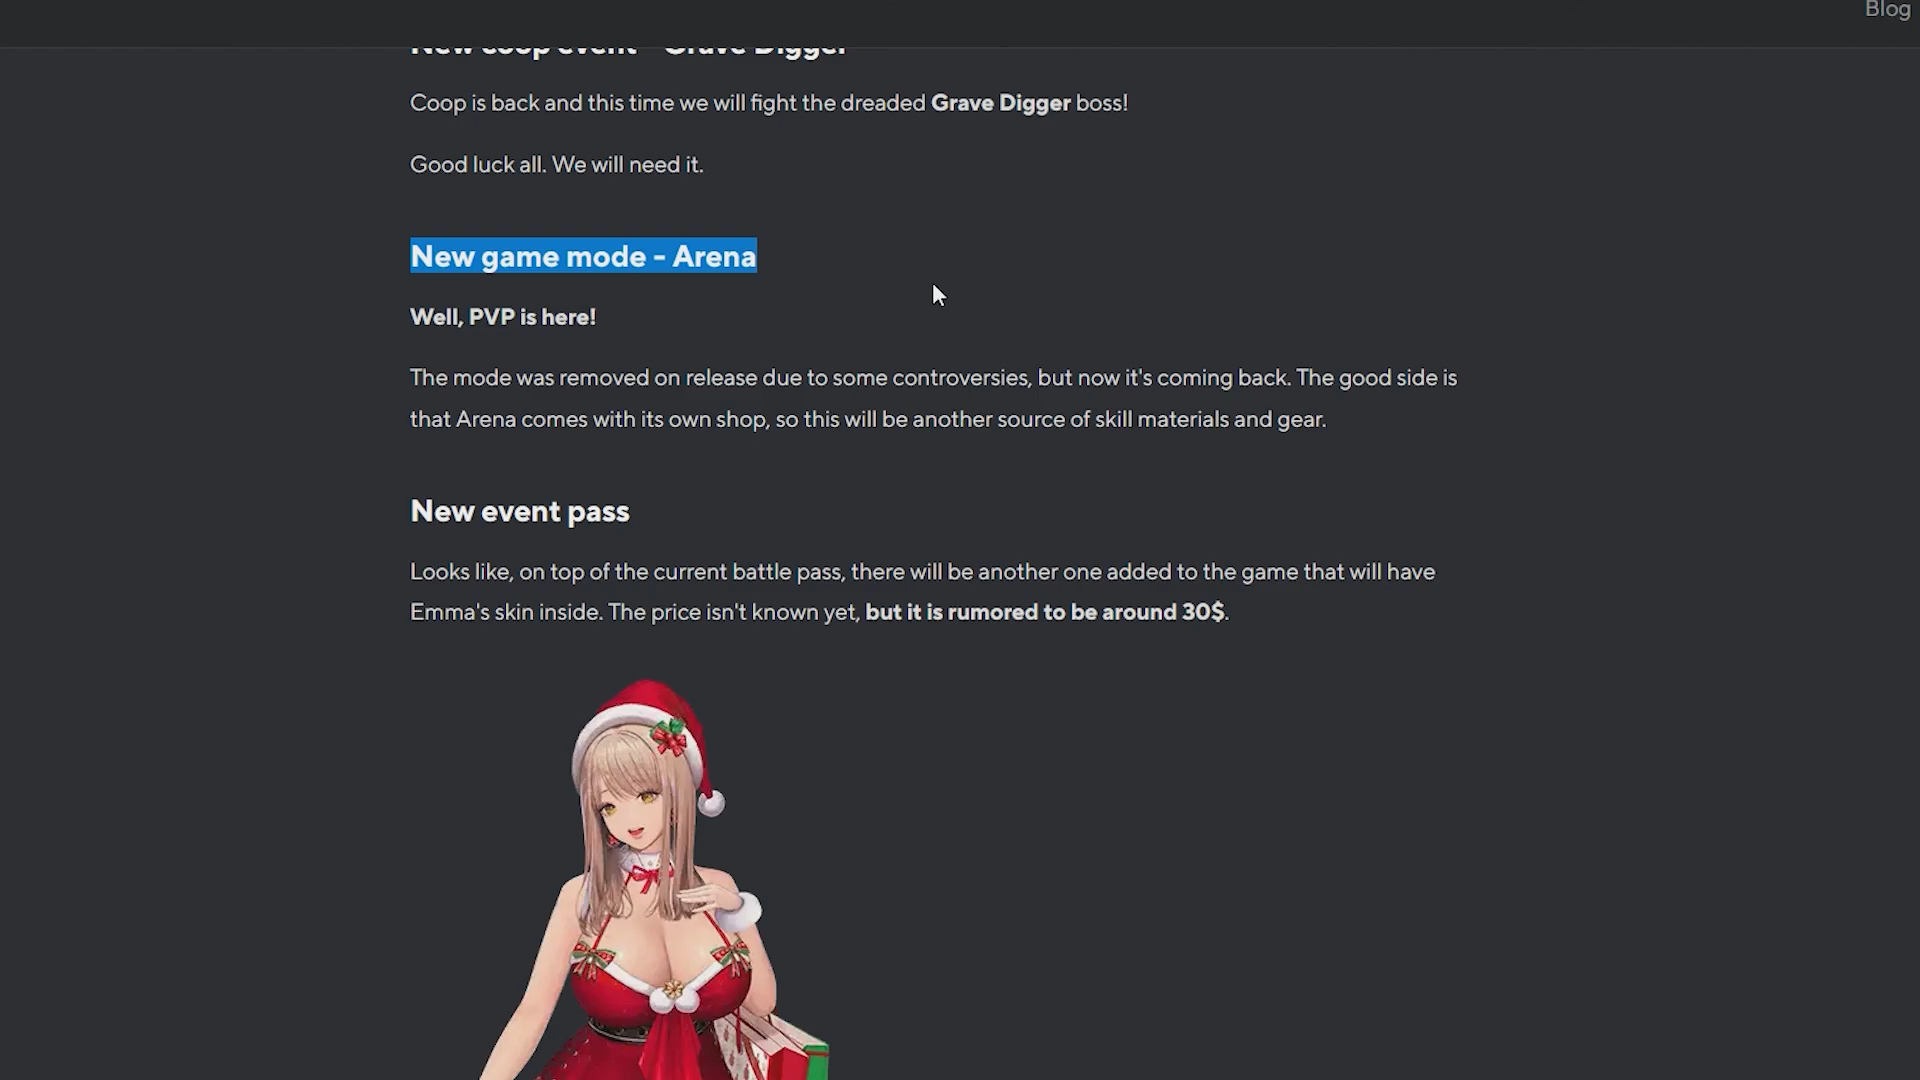 Blog
New coop event - Grave Digger
Coop is back and this time we will fight the dreaded Grave Digger boss!
Good luck all. We will need it.
New game mode - Arena
Well, PVP is here!
The mode was removed on release due to some controversies, but now it's coming back. The good side is
that Arena comes with its own shop, so this will be another source of skill materials and gear.
New event pass
Looks like, on top of the current battle pass, there will be another one added to the game that will have
Emma's skin inside. The price isn't known yet, but it is rumored to be around 30$.